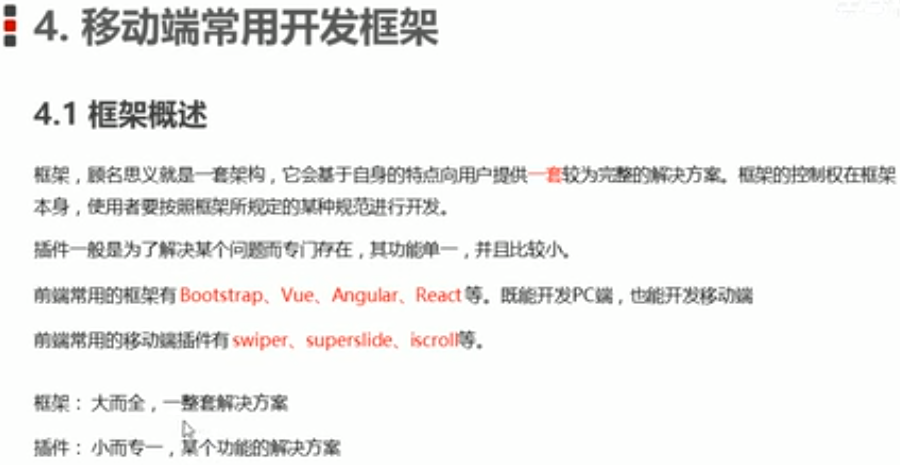 4. 移动端常用开发框架
4.1 框架概述
框架，顾名思义就是一套架构，它会基于自身的特点向用户提供一套较为完整的解决方案。框架的控制权在框架
本身，使用者要按照框架所规定的某种规范进行开发。
插件一般是为了解决某个问题而专门存在，其功能单一，并且比较小。
前端常用的框架有 Bootstrap、Vue、Angular、React 等。既能开发PC端，也能开发移动端
前端常用的移动端插件有 swiper、superslide、iscroll等。
框架： 大而全，一整套解决方案
插件： 小而专一，某个功能的解决方案